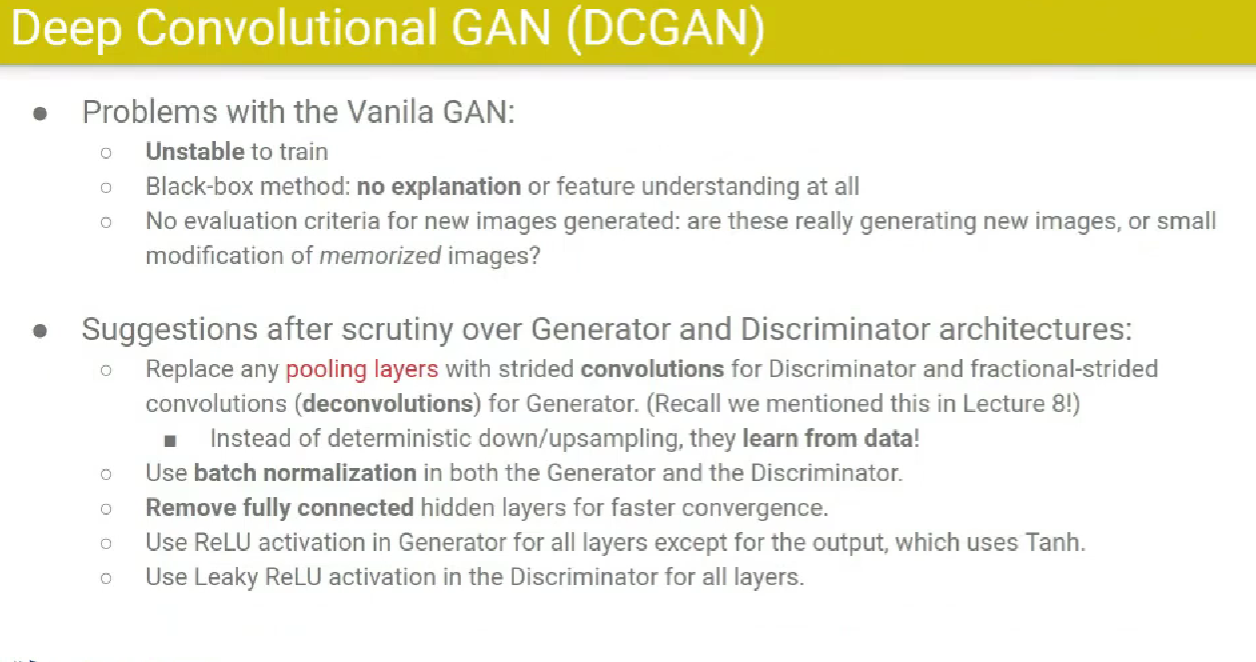 Deep Convolutional GAN (DCGAN)
● Problems with the Vanila GAN:
○ Unstable to train
○ Black-box method: no explanation or feature understanding at all
○ No evaluation criteria for new images generated: are these really generating new images, or small
modification of memorized images?
● Suggestions after scrutiny over Generator and Discriminator architectures:
○ Replace any pooling layers with strided convolutions for Discriminator and fractional-strided
convolutions (deconvolutions) for Generator. (Recall we mentioned this in Lecture 8!)
■ Instead of deterministic down/upsampling, they learn from data!
○ Use batch normalization in both the Generator and the Discriminator.
○ Remove fully connected hidden layers for faster convergence.
○ Use ReLU activation in Generator for all layers except for the output, which uses Tanh.
○ Use Leaky ReLU activation in the Discriminator for all layers.